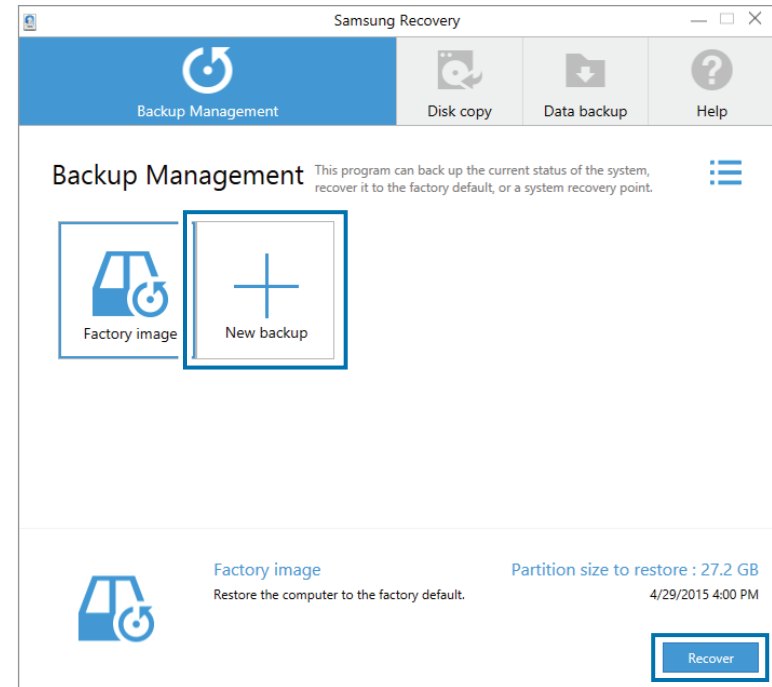 Samsung Recovery
Backup Management
Disk copy
Data backup
Help
Backup Management
This program can back up the current status of the system,
recover it to the factory default, or a system recovery point.
Factory image
New backup
Factory image
Partition size to restore : 27.2 GB
Restore the computer to the factory default.
4/29/2015 4:00 PM
Recover